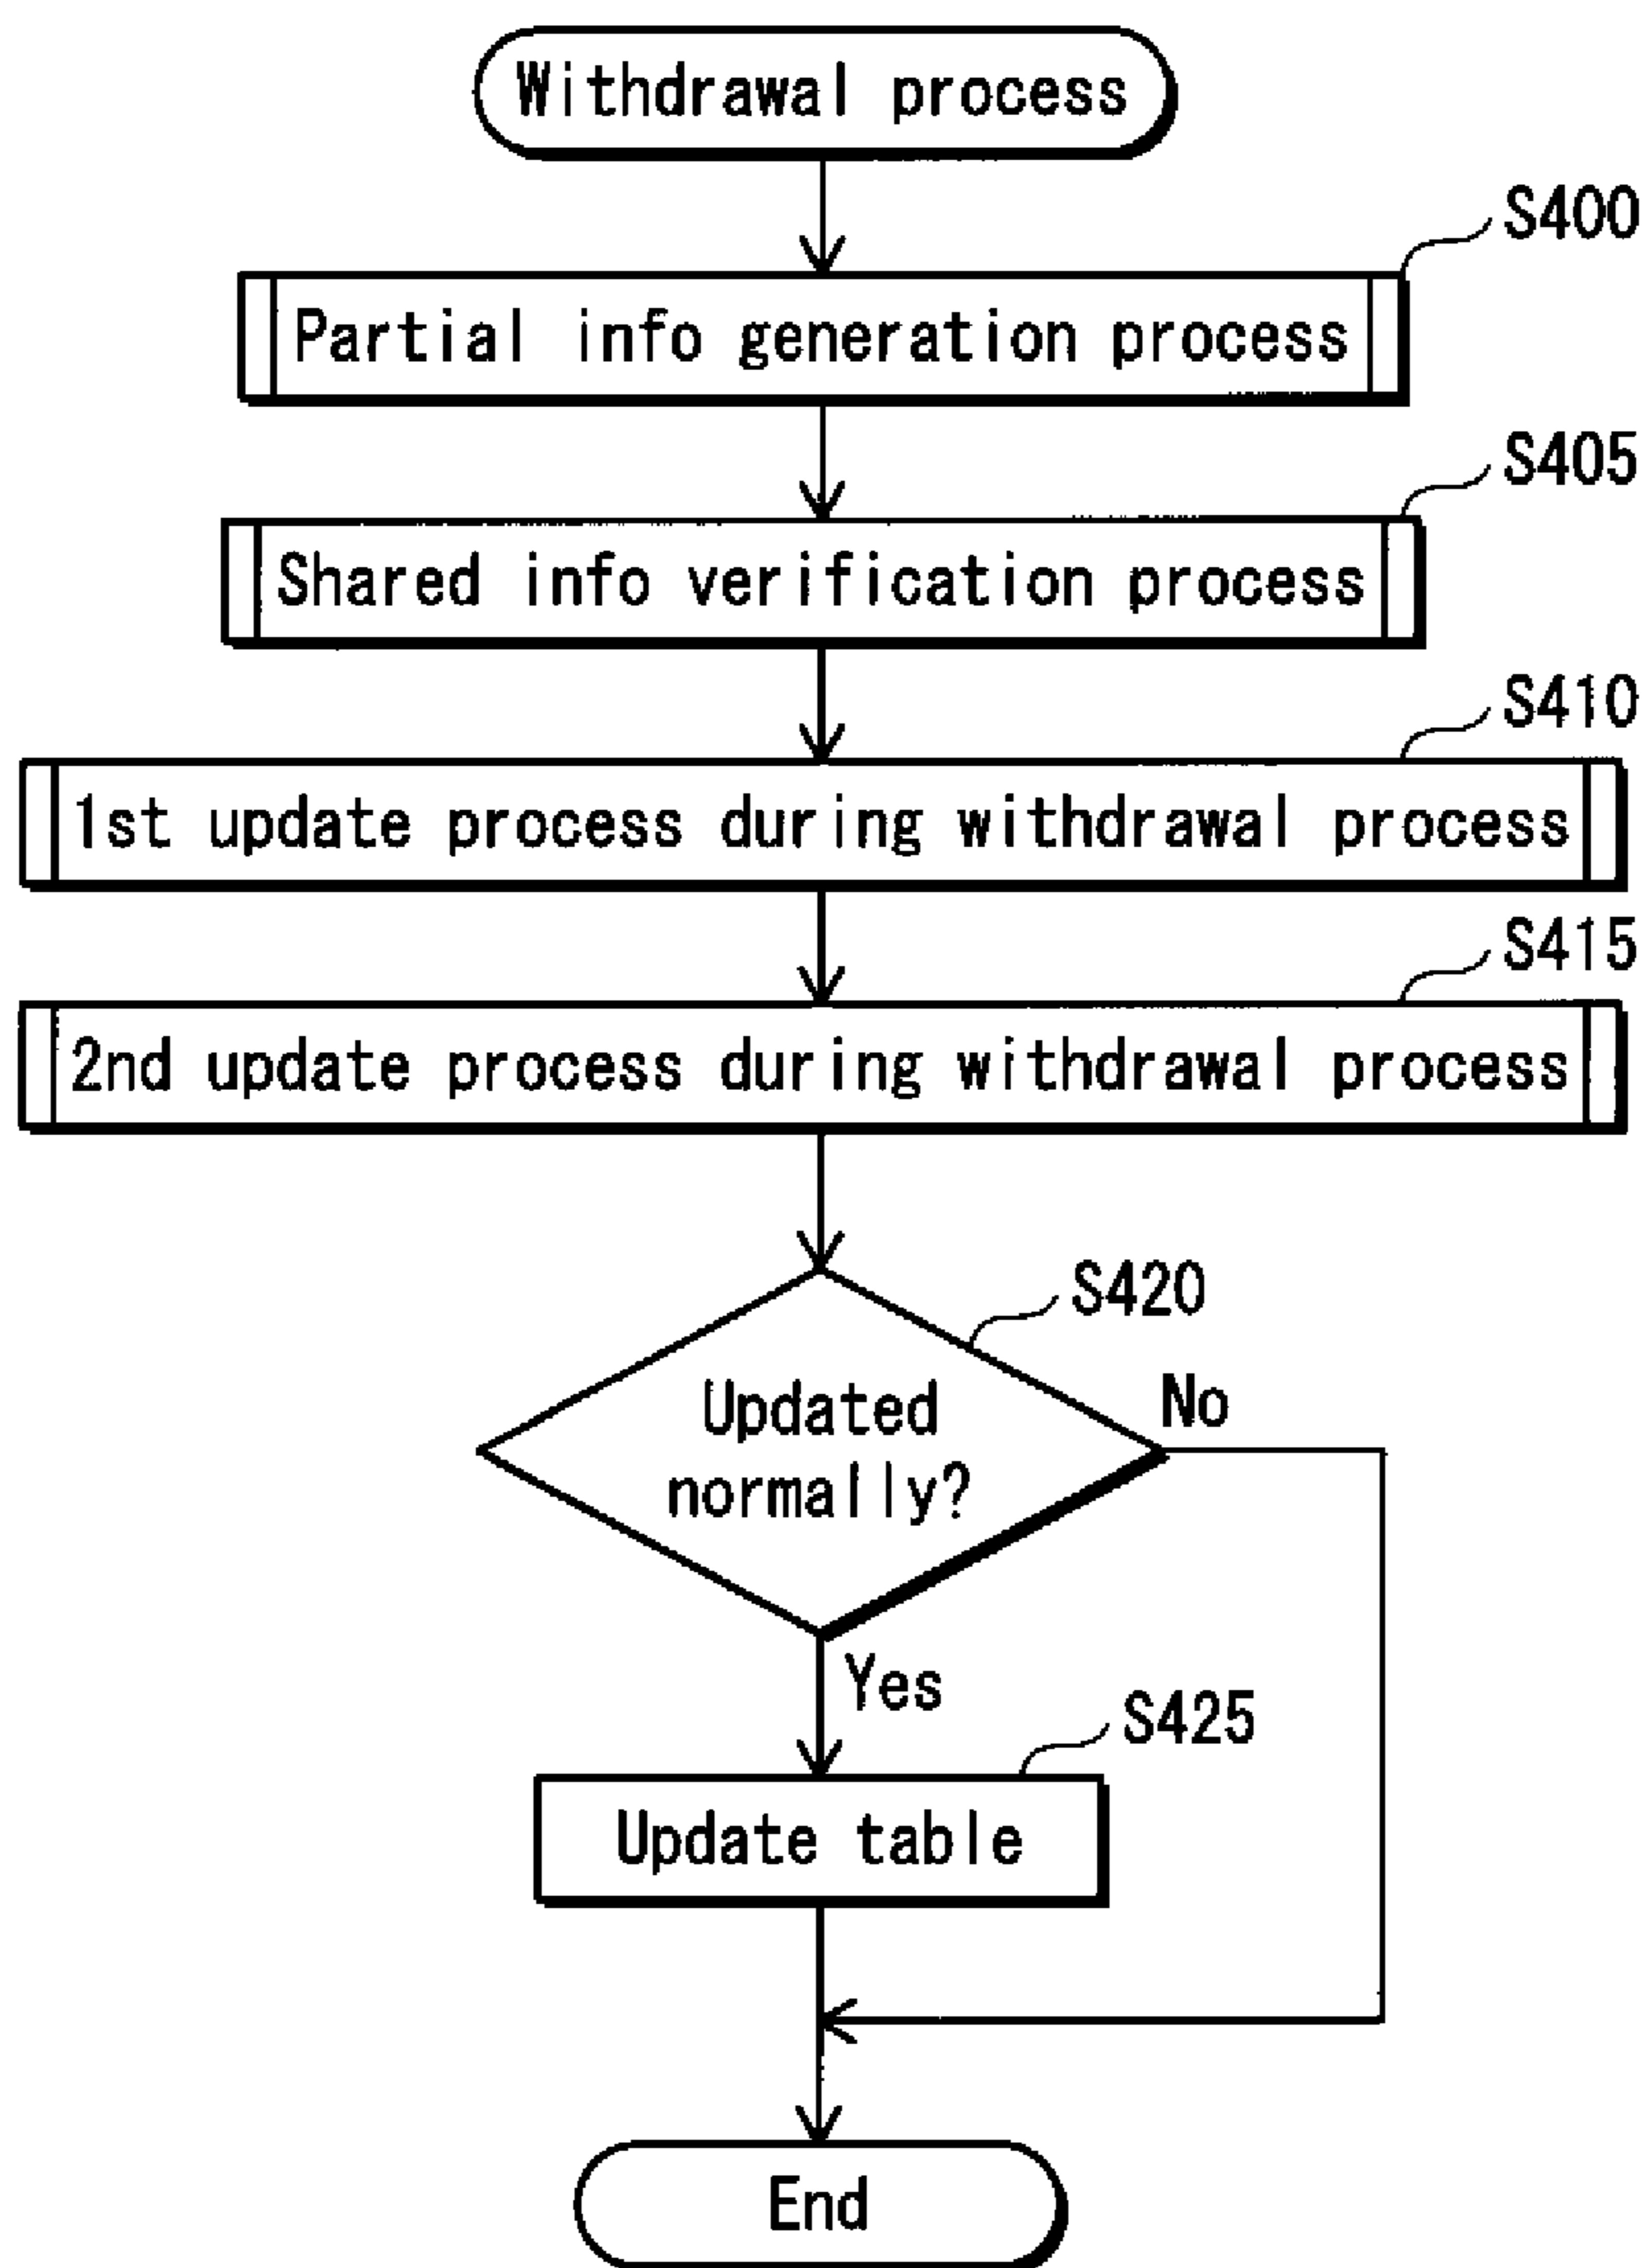 Withdrawal process
S400
Partial info generation process
S405
Shared info verification process
S410
1st update process during withdrawal process
S415
2nd update process during withdrawal process
S420
Updated
normally?
No
Yes
S425
Update table
End